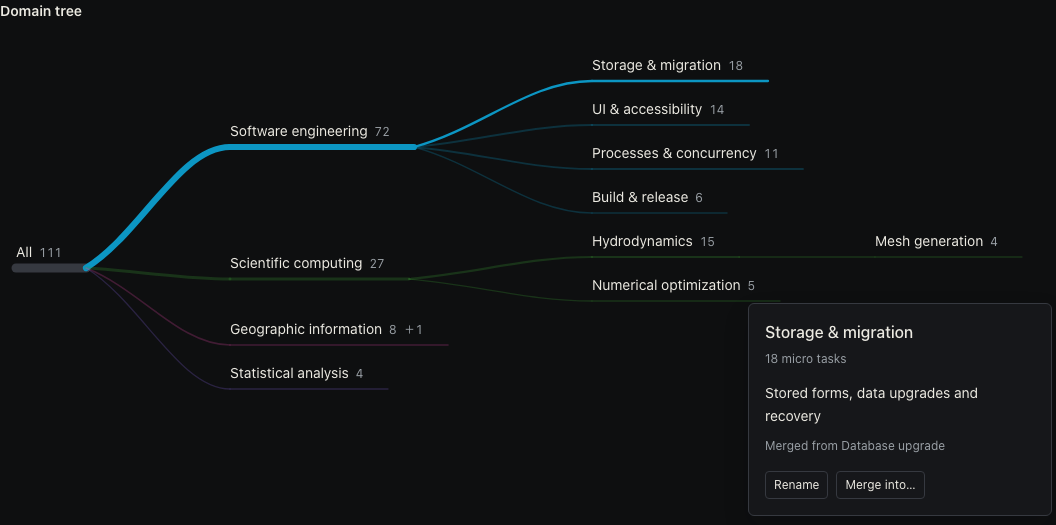 Domain tree
Storage & migration 18
UI & accessibility 14
Software engineering 72
Processes & concurrency 11
Build & release 6
Hydrodynamics 15
Mesh generation 4
All 111
Scientific computing 27
Numerical optimization 5
Geographic information 8 +1
Statistical analysis 4
Storage & migration
18 micro tasks
Stored forms, data upgrades and
recovery
Merged from Database upgrade
Rename
Merge into...